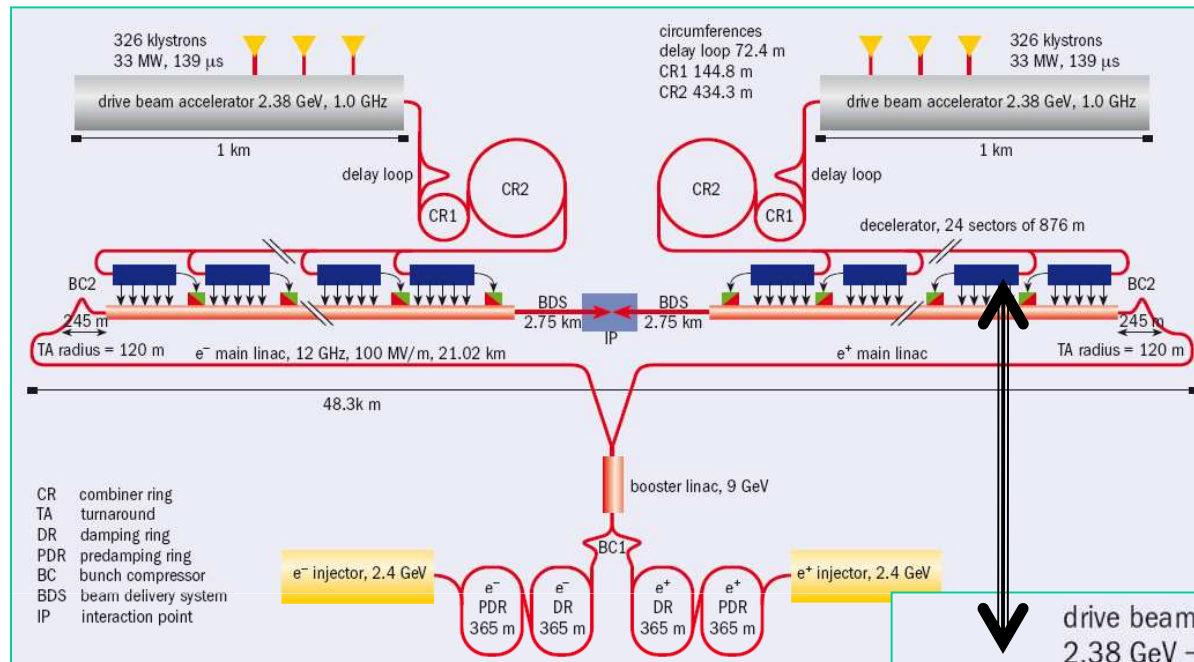 326 klystrons
33 MW, 139 μs
circumferences
delay loop 72.4 m
CR1 144.8 m
CR2 434.3 m
326 klystrons
33 MW, 139 μs
drive beam accelerator 2.38 GeV, 1.0 GHz
drive beam accelerator 2.38 GeV, 1.0 GHz
1 km
1 km
delay loop
CR2
CR1
CR2
CR1
delay loop
decelerator, 24 sectors of 876 m
BC2
BC2
BDS
2.75 km
BDS
2.75 km
IP
245 m
245 m
TA radius = 120 m
e⁻ main linac, 12 GHz, 100 MV/m, 21.02 km
e⁺ main linac
TA radius = 120 m
48.3k m
CR combiner ring
TA turnaround
DR damping ring
PDR predamping ring
BC bunch compressor
BDS beam delivery system
IP interaction point
booster linac, 9 GeV
BC1
e⁻ injector, 2.4 GeV
e⁻
PDR
365 m
e⁻
DR
365 m
e⁺
DR
365 m
e⁺
PDR
365 m
e⁺ injector, 2.4 GeV
drive beam
2.38 GeV –